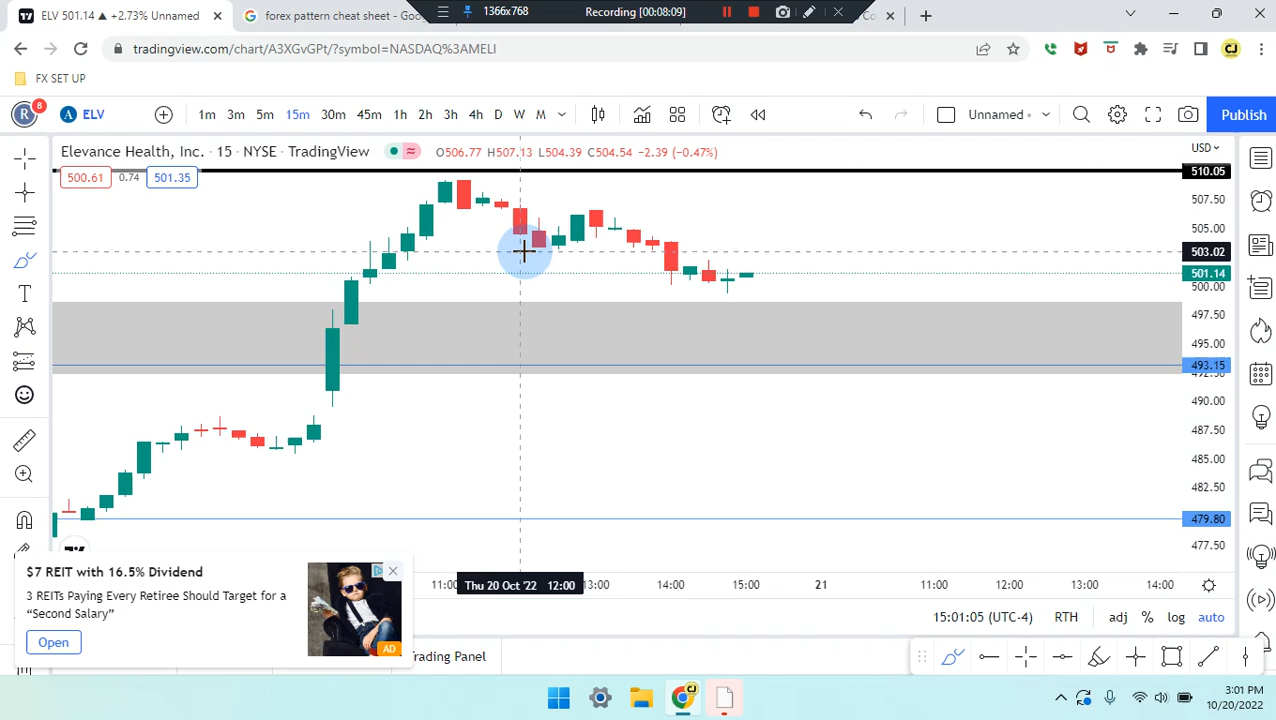 ELV 501.14 ▲ +2.73% Unnamed
forex pattern cheat sheet - Goo
1366x768
Recording [00:08:09]
tradingview.com/chart/A3XGvGPt/?symbol=NASDAQ%3AMELI
CJ
FX SET UP
R
8
A
ELV
1m
3m
5m
15m
30m
45m
1h
2h
3h
4h
D
W
M
Unnamed
Publish
Elevance Health, Inc. · 15 · NYSE · TradingView
O506.77 H507.13 L504.39 C504.54 −2.39 (−0.47%)
USD
500.61
0.74
501.35
510.05
507.50
505.00
503.02
501.14
500.00
497.50
495.00
493.15
492.50
490.00
487.50
485.00
482.50
479.80
477.50
$7 REIT with 16.5% Dividend
3 REITs Paying Every Retiree Should Target for a
“Second Salary”
Open
AD
11:00
Thu 20 Oct '22 12:00
13:00
14:00
15:00
21
11:00
12:00
13:00
14:00
15:01:05 (UTC-4)
RTH
adj
%
log
auto
Trading Panel
CJ
3:01 PM
10/20/2022